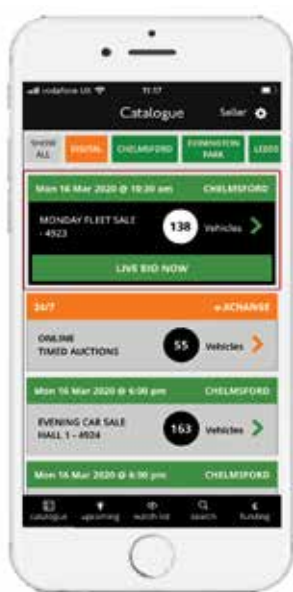 vodafone UK 11:17
Catalogue Seller
SHOW ALL DIGITAL CHELMSFORD DONINGTON PARK LEEDS
Mon 16 Mar 2020 @ 10:30 am CHELMSFORD
MONDAY FLEET SALE
- 4923
138 Vehicles
LIVE BID NOW
24/7 e-XCHANGE
ONLINE
TIMED AUCTIONS
55 Vehicles
Mon 16 Mar 2020 @ 6:00 pm CHELMSFORD
EVENING CAR SALE
HALL 1 - 4924
163 Vehicles
Mon 16 Mar 2020 @ 6:30 pm CHELMSFORD
catalogue upcoming watch list search funding